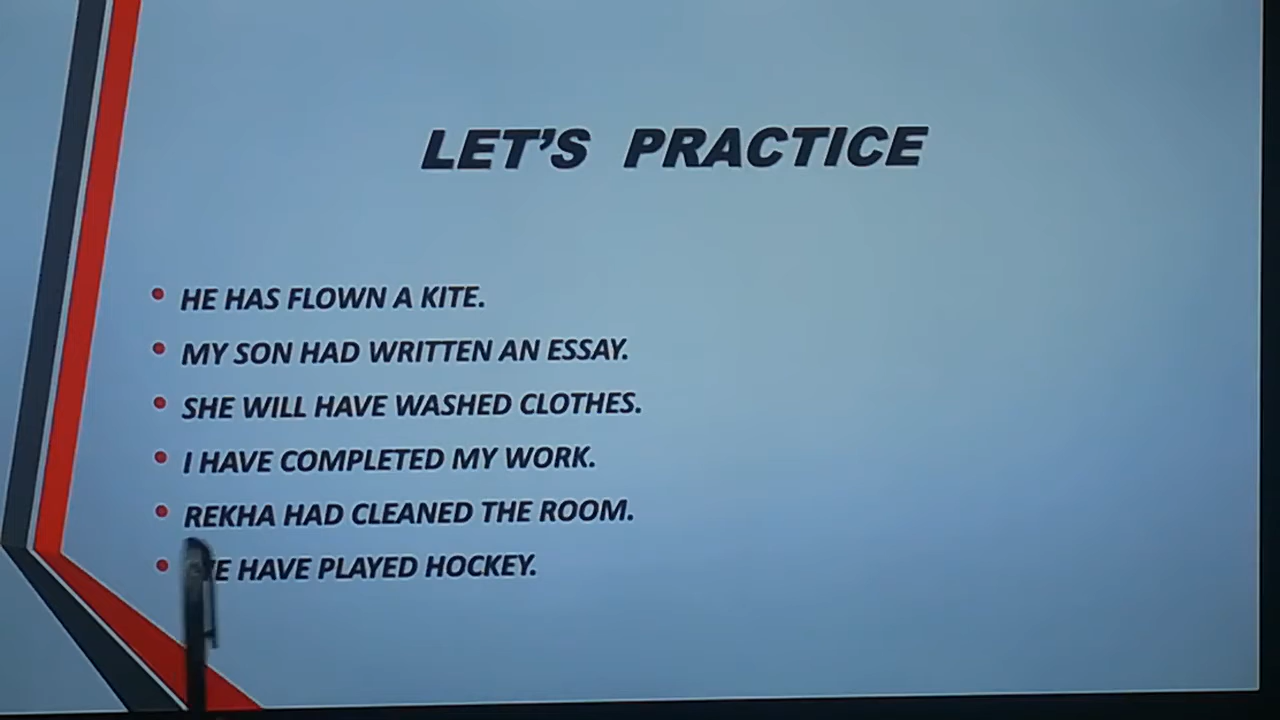 LET'S PRACTICE
HE HAS FLOWN A KITE.
MY SON HAD WRITTEN AN ESSAY.
SHE WILL HAVE WASHED CLOTHES.
I HAVE COMPLETED MY WORK.
REKHA HAD CLEANED THE ROOM.
HAVE PLAYED HOCKEY.